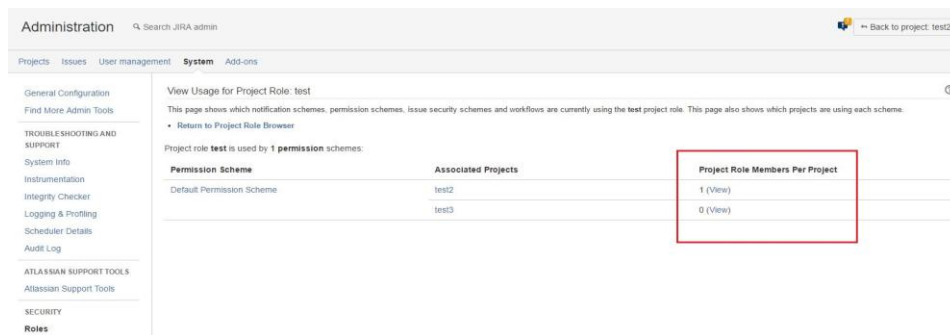 Administration
Search JIRA admin
Back to project: test2
Projects Issues User management System Add-ons
General Configuration
Find More Admin Tools
TROUBLESHOOTING AND
SUPPORT
System Info
Instrumentation
Integrity Checker
Logging & Profiling
Scheduler Details
Audit Log
ATLASSIAN SUPPORT TOOLS
Atlassian Support Tools
SECURITY
Roles
View Usage for Project Role: test
This page shows which notification schemes, permission schemes, issue security schemes and workflows are currently using the test project role. This page also shows which projects are using each scheme.
• Return to Project Role Browser
Project role test is used by 1 permission schemes:
Permission Scheme Associated Projects Project Role Members Per Project
Default Permission Scheme test2 1 (View)
test3 0 (View)